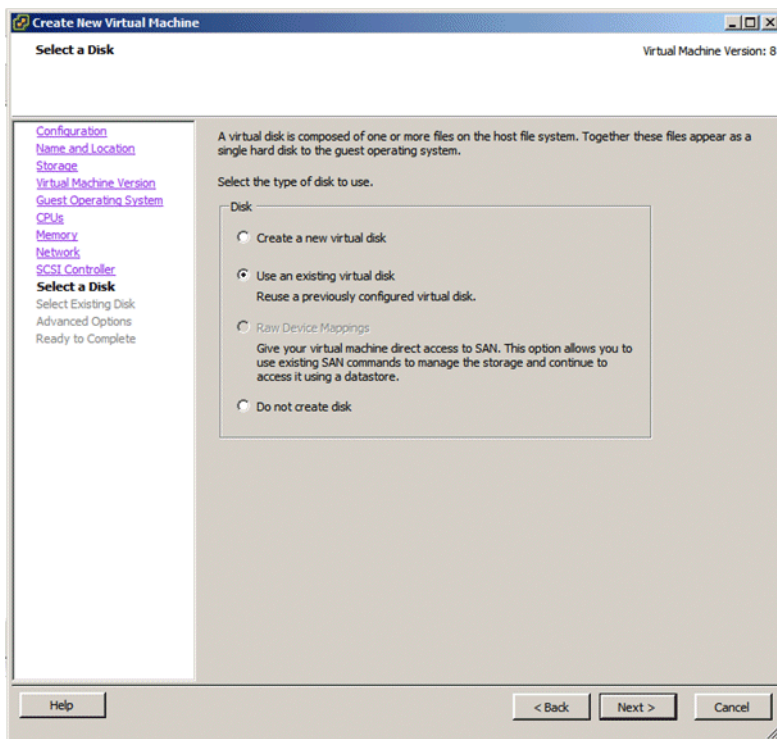 Create New Virtual Machine
Select a Disk
Virtual Machine Version: 8
Configuration
Name and Location
Storage
Virtual Machine Version
Guest Operating System
CPUs
Memory
Network
SCSI Controller
Select a Disk
Select Existing Disk
Advanced Options
Ready to Complete
A virtual disk is composed of one or more files on the host file system. Together these files appear as a
single hard disk to the guest operating system.
Select the type of disk to use.
Disk
Create a new virtual disk
Use an existing virtual disk
Reuse a previously configured virtual disk.
Raw Device Mappings
Give your virtual machine direct access to SAN. This option allows you to
use existing SAN commands to manage the storage and continue to
access it using a datastore.
Do not create disk
Help
< Back
Next >
Cancel